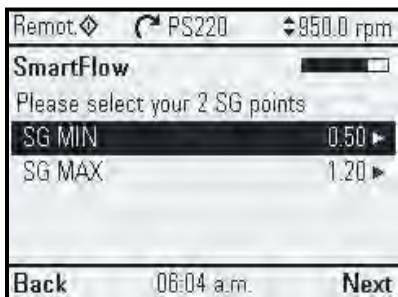 Remot. PS220 950.0 rpm
SmartFlow
Please select your 2 SG points
SG MIN 0.50
SG MAX 1.20
Back 06:04 a.m. Next